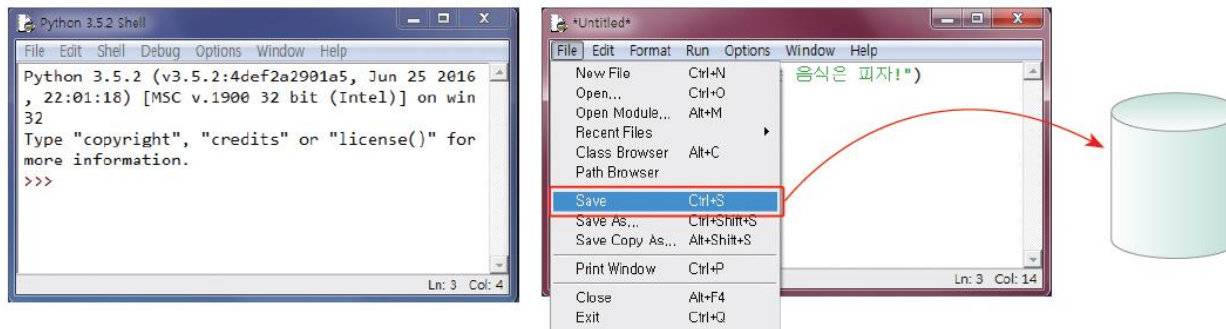 Python 3.5.2 Shell
File Edit Shell Debug Options Window Help
Python 3.5.2 (v3.5.2:4def2a2901a5, Jun 25 2016
, 22:01:18) [MSC v.1900 32 bit (Intel)] on win
32
Type "copyright", "credits" or "license()" for
more information.
>>>
Ln: 3 Col: 4
*Untitled*
File Edit Format Run Options Window Help
음식은 피자!")
New File Ctrl+N
Open... Ctrl+O
Open Module... Alt+M
Recent Files
Class Browser Alt+C
Path Browser
Save Ctrl+S
Save As... Ctrl+Shift+S
Save Copy As... Alt+Shift+S
Print Window Ctrl+P
Close Alt+F4
Exit Ctrl+Q
Ln: 3 Col: 14